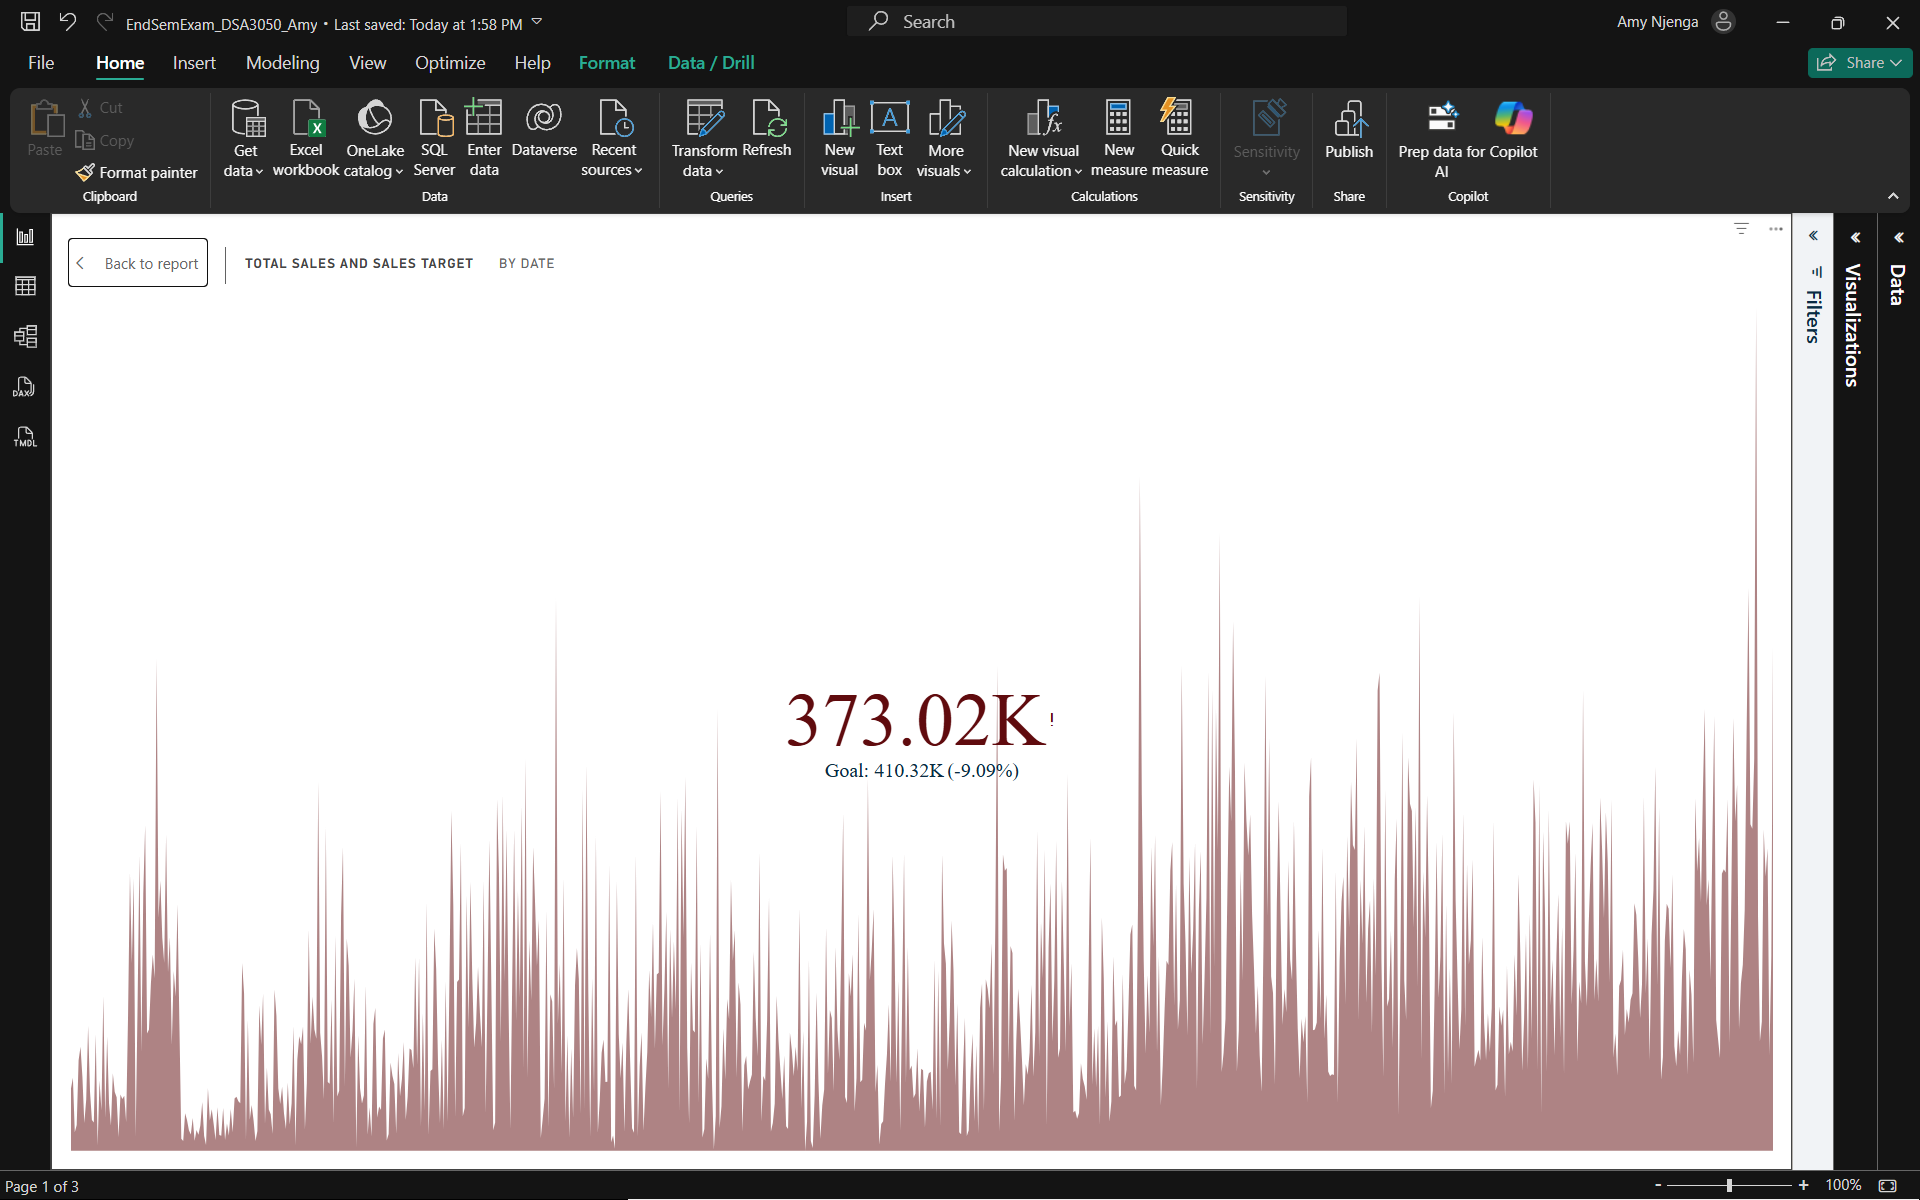 EndSemExam_DSA3050_Amy • Last saved: Today at 1:58 PM
Search
Amy Njenga
File Home Insert Modeling View Optimize Help Format Data / Drill
Share
Paste
Cut
Copy
Format painter
Clipboard
Get data
Excel workbook
OneLake catalog
SQL Server
Enter data
Dataverse
Recent sources
Data
Transform data
Refresh
Queries
New visual
Text box
More visuals
Insert
New visual calculation
New measure
Quick measure
Calculations
Sensitivity
Sensitivity
Publish
Share
Prep data for AI
Copilot
Copilot
DAX
TMDL
Back to report
TOTAL SALES AND SALES TARGET BY DATE
373.02K!
Goal: 410.32K (-9.09%)
Filters
Visualizations
Data
Page 1 of 3
- + 100%